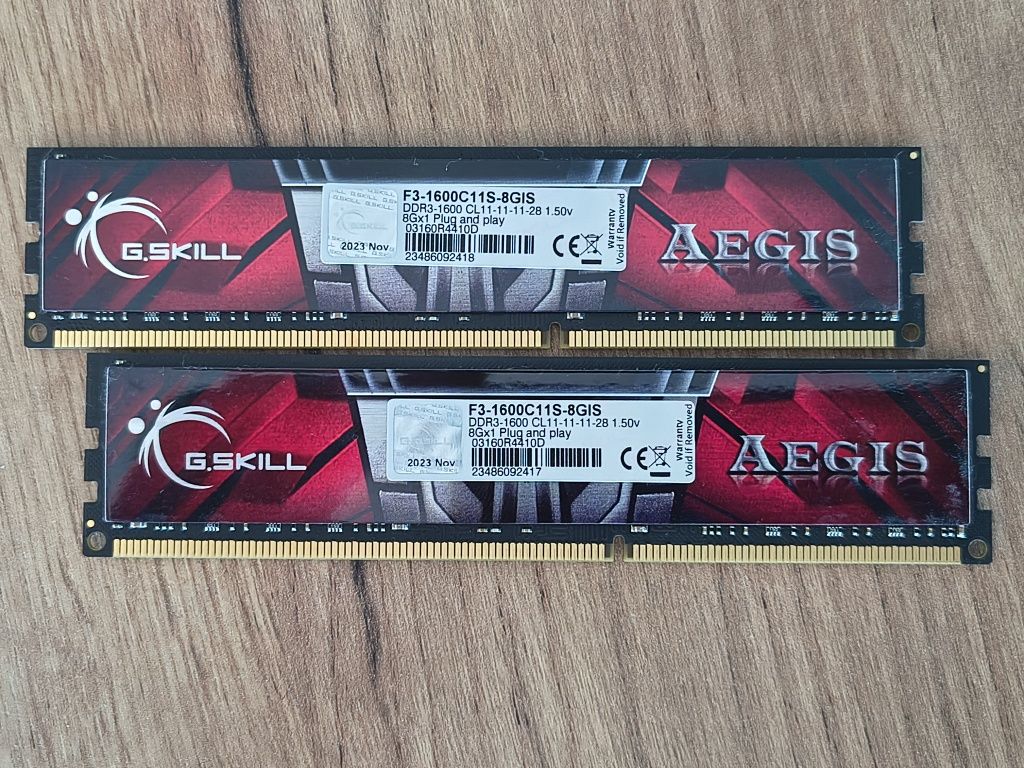 G.SKILL
F3-1600C11S-8GIS
DDR3-1600 CL11-11-11-28 1.50v
8Gx1 Plug and play
03160R4410D
2023 Nov
23486092418
Warranty
Void if Removed
AEGIS
G.SKILL
F3-1600C11S-8GIS
DDR3-1600 CL11-11-11-28 1.50v
8Gx1 Plug and play
03160R4410D
2023 Nov
23486092417
Warranty
Void if Removed
AEGIS